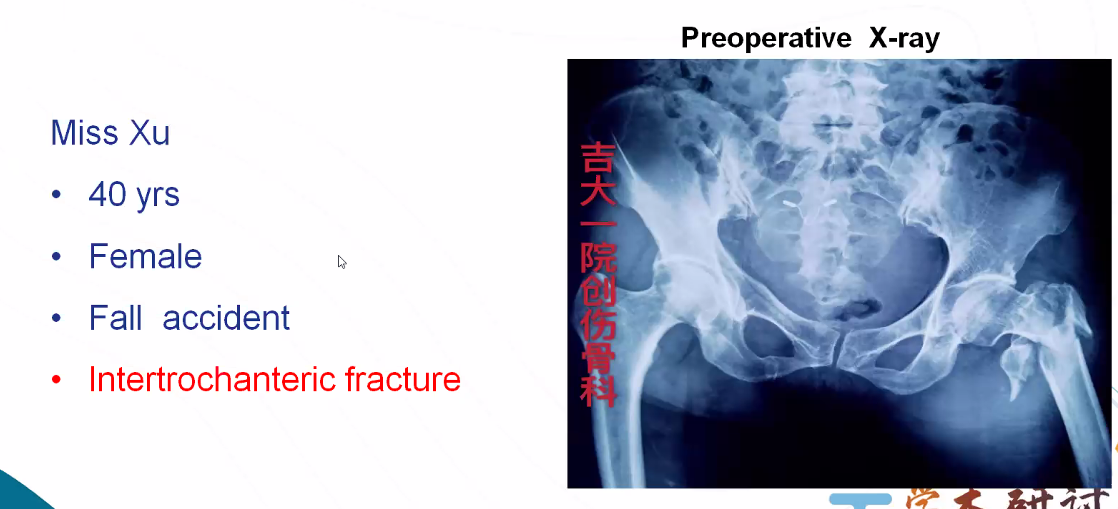 Preoperative X-ray
Miss Xu
• 40 yrs
• Female
• Fall accident
• Intertrochanteric fracture
吉大一院创伤骨科
学术研讨